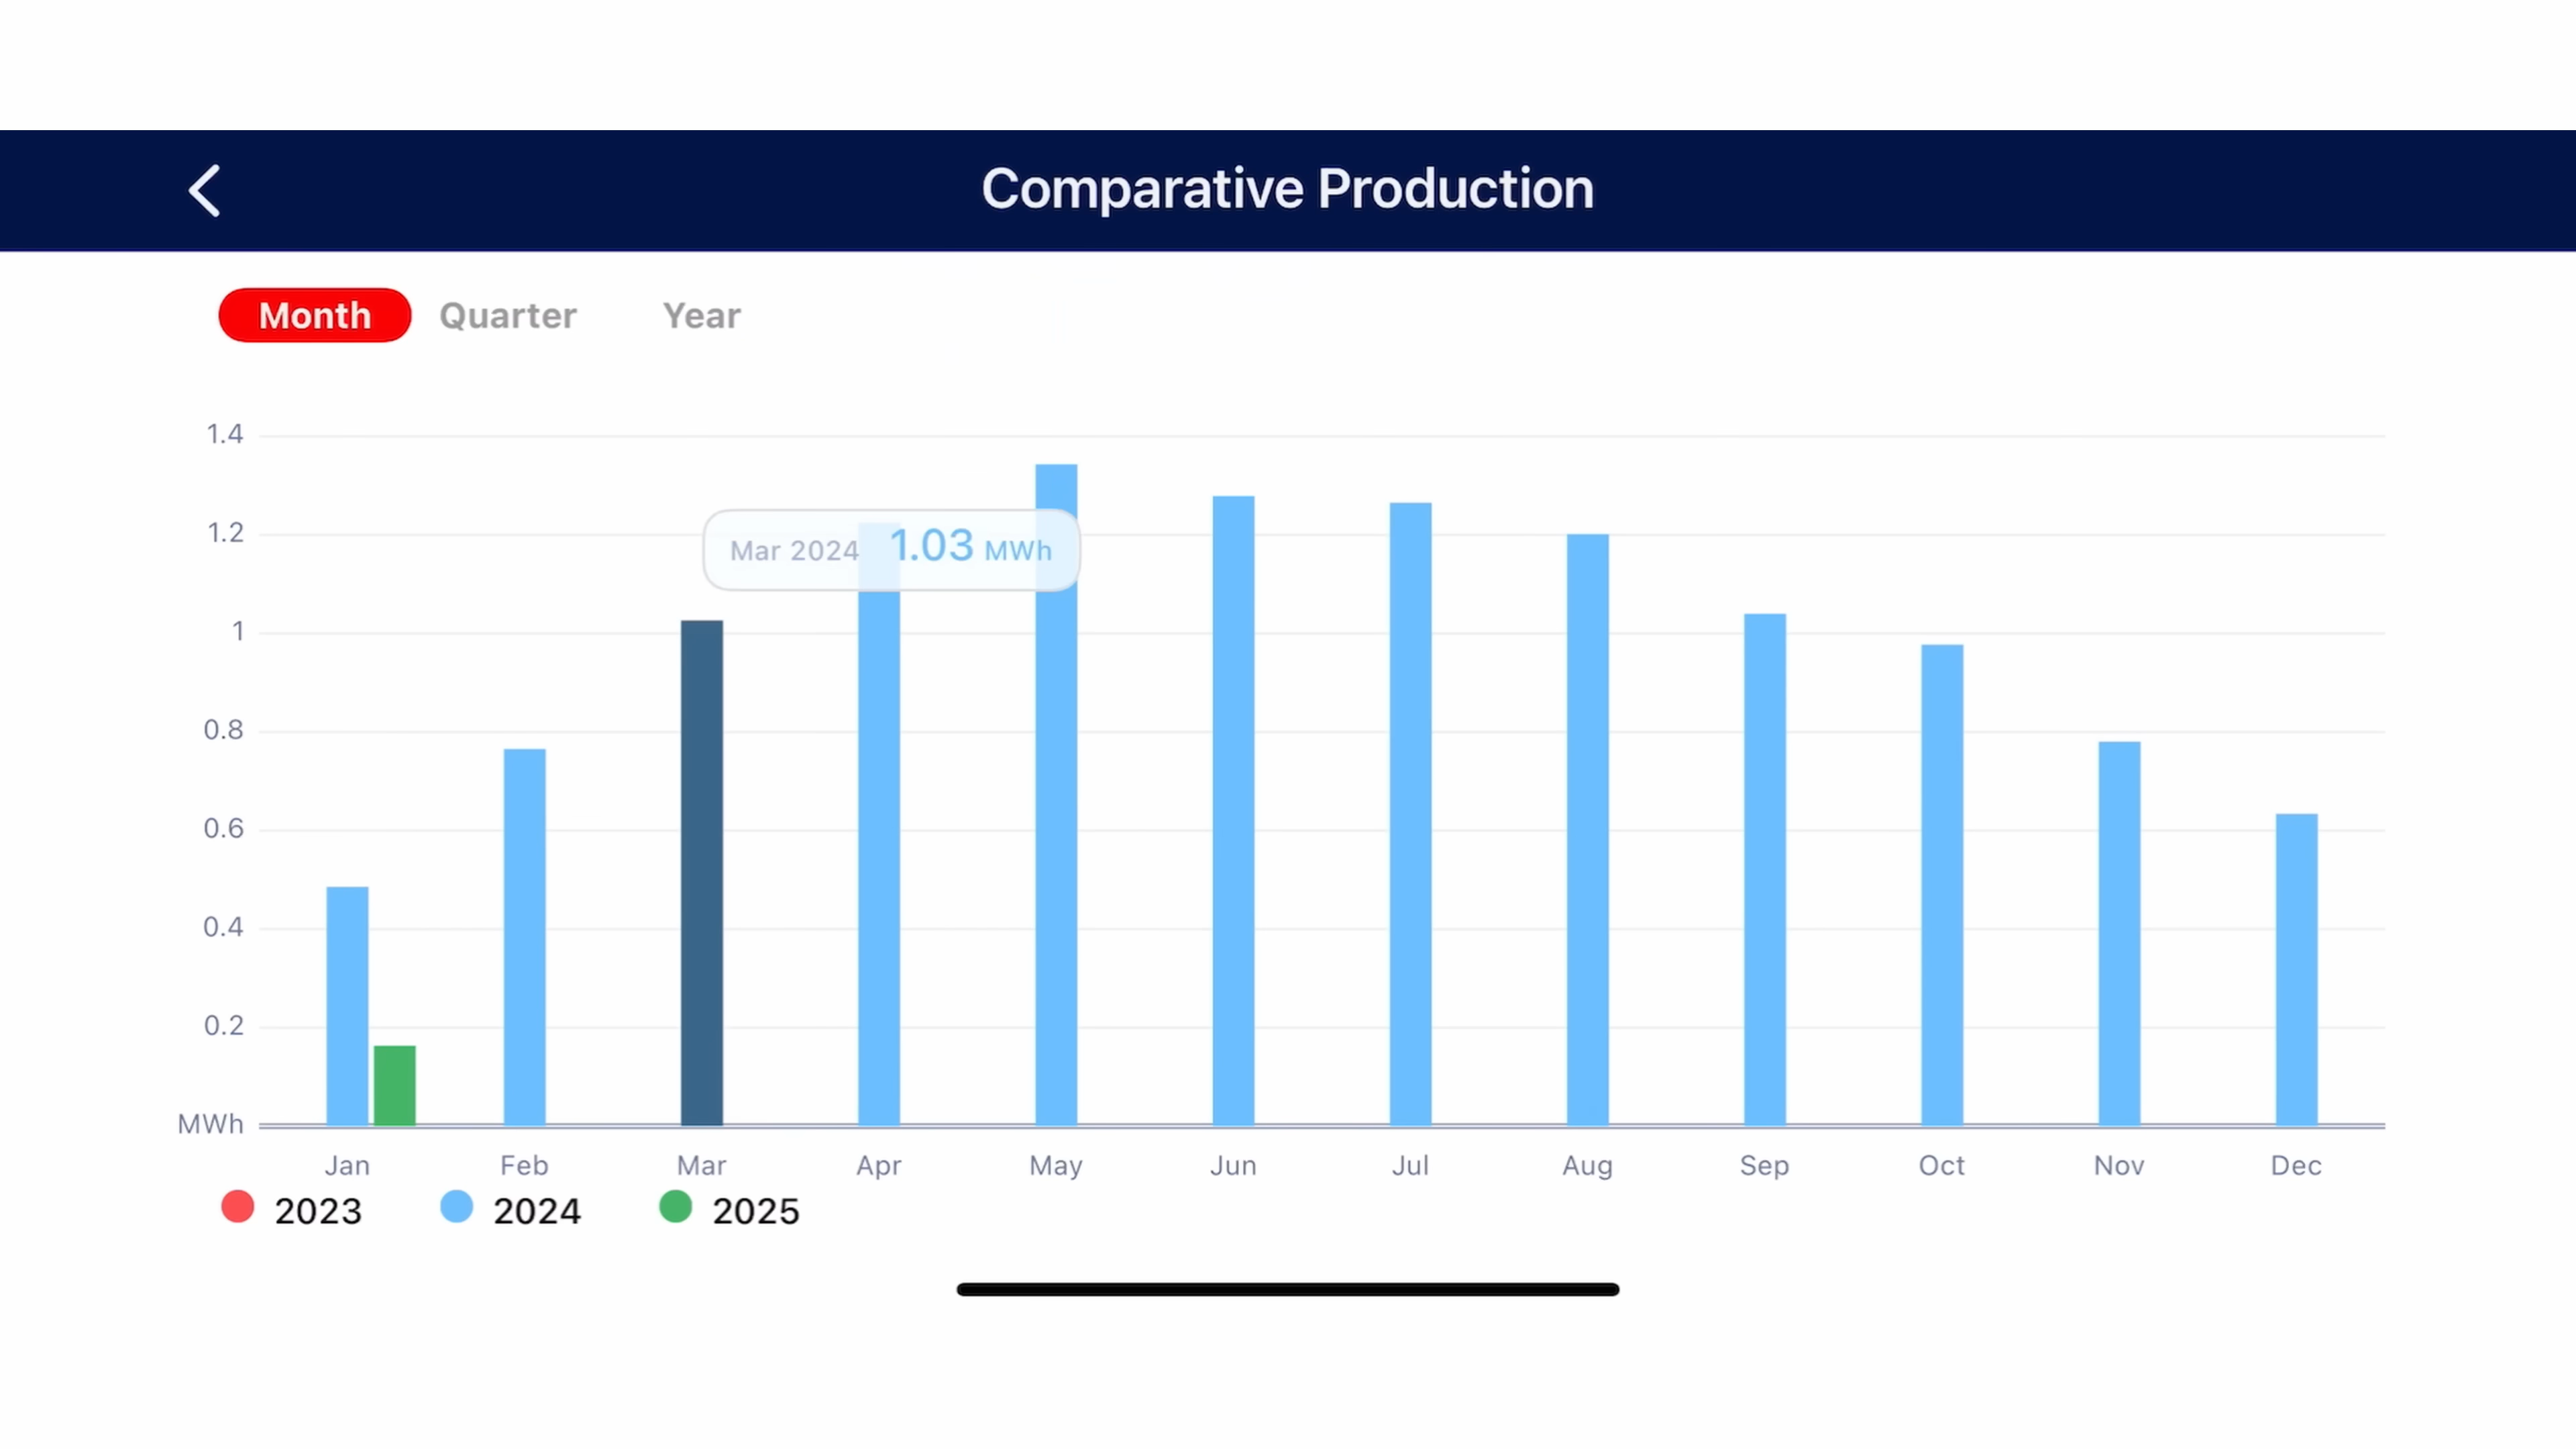 Comparative Production
Month Quarter Year
1.4
1.2
Mar 2024 1.03 MWh
1
0.8
0.6
0.4
0.2
MWh
Jan Feb Mar Apr May Jun Jul Aug Sep Oct Nov Dec
2023 2024 2025